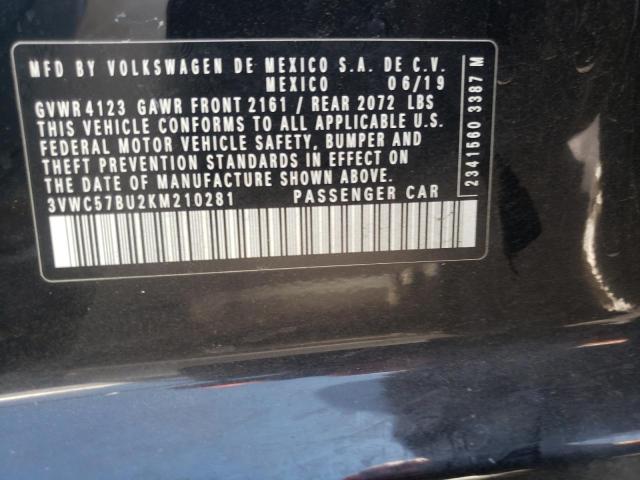 MFD BY VOLKSWAGEN DE MEXICO S.A. DE C.V.
MEXICO 06/19
GVWR 4123 GAWR FRONT 2161 / REAR 2072 LBS
THIS VEHICLE CONFORMS TO ALL APPLICABLE U.S.
FEDERAL MOTOR VEHICLE SAFETY, BUMPER AND
THEFT PREVENTION STANDARDS IN EFFECT ON
THE DATE OF MANUFACTURE SHOWN ABOVE.
3VWC57BU2KM210281 PASSENGER CAR
2341560 3387 M